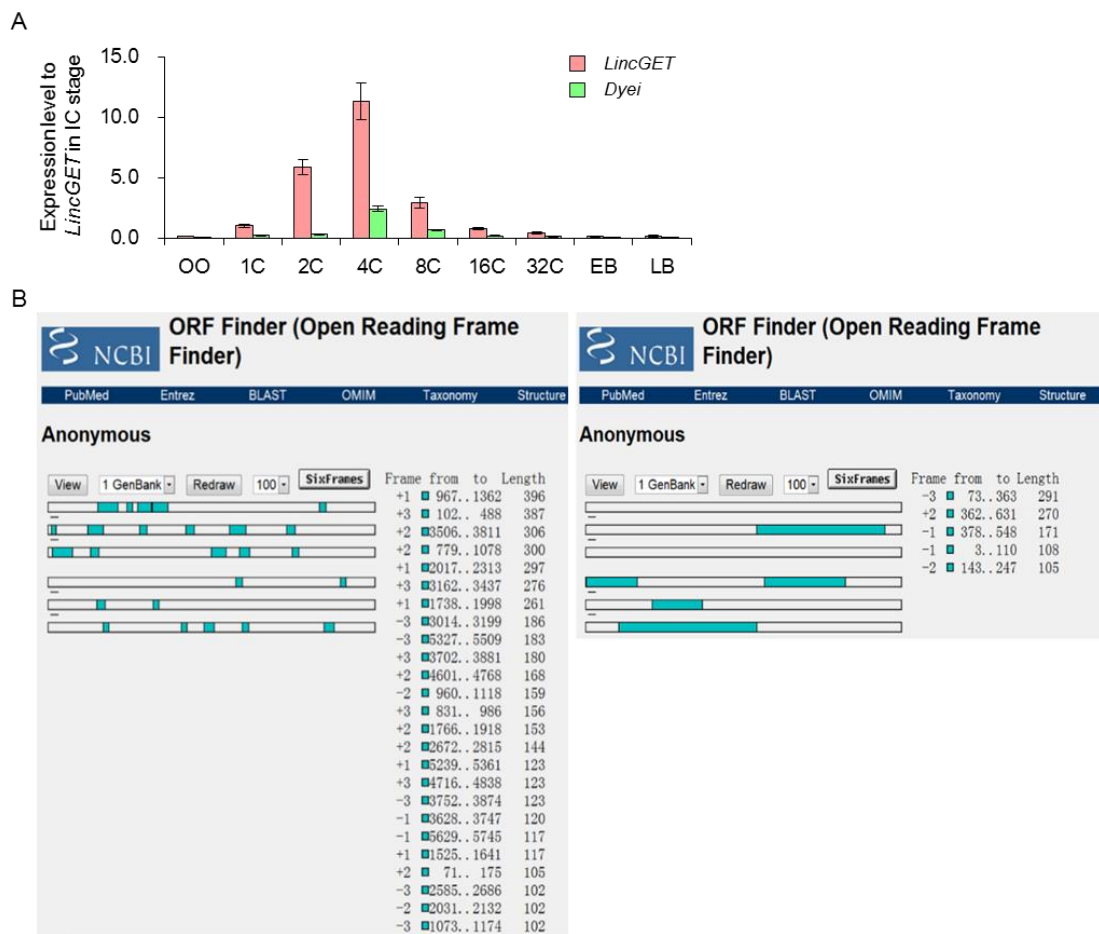 A
15.0
10.0
5.0
0.0
Expression level to
LincGET in IC stage
LincGET
Dyei
OO 1C 2C 4C 8C 16C 32C EB LB
B
NCBI
ORF Finder (Open Reading Frame
Finder)
PubMed Entrez BLAST OMIM Taxonomy Structure
Anonymous
View 1 GenBank Redraw 100 SixFrames
Frame from to Length
+1 967..1362 396
+3 102.. 488 387
+2 3506..3811 306
+2 779..1078 300
+1 2017..2313 297
+3 3162..3437 276
+1 1738..1998 261
-3 3014..3199 186
-3 5327..5509 183
+3 3702..3881 180
+2 4601..4768 168
-2 960..1118 159
+3 831.. 986 156
+2 1766..1918 153
+2 2672..2815 144
+1 5239..5361 123
+3 4716..4838 123
-3 3752..3874 123
-1 3628..3747 120
-1 5629..5745 117
+1 1525..1641 117
+2 71.. 175 105
-3 2585..2686 102
-2 2031..2132 102
-3 1073..1174 102
NCBI
ORF Finder (Open Reading Frame
Finder)
PubMed Entrez BLAST OMIM Taxonomy Structure
Anonymous
View 1 GenBank Redraw 100 SixFrames
Frame from to Length
-3 73..363 291
+2 362..631 270
-1 378..548 171
-1 3..110 108
-2 143..247 105